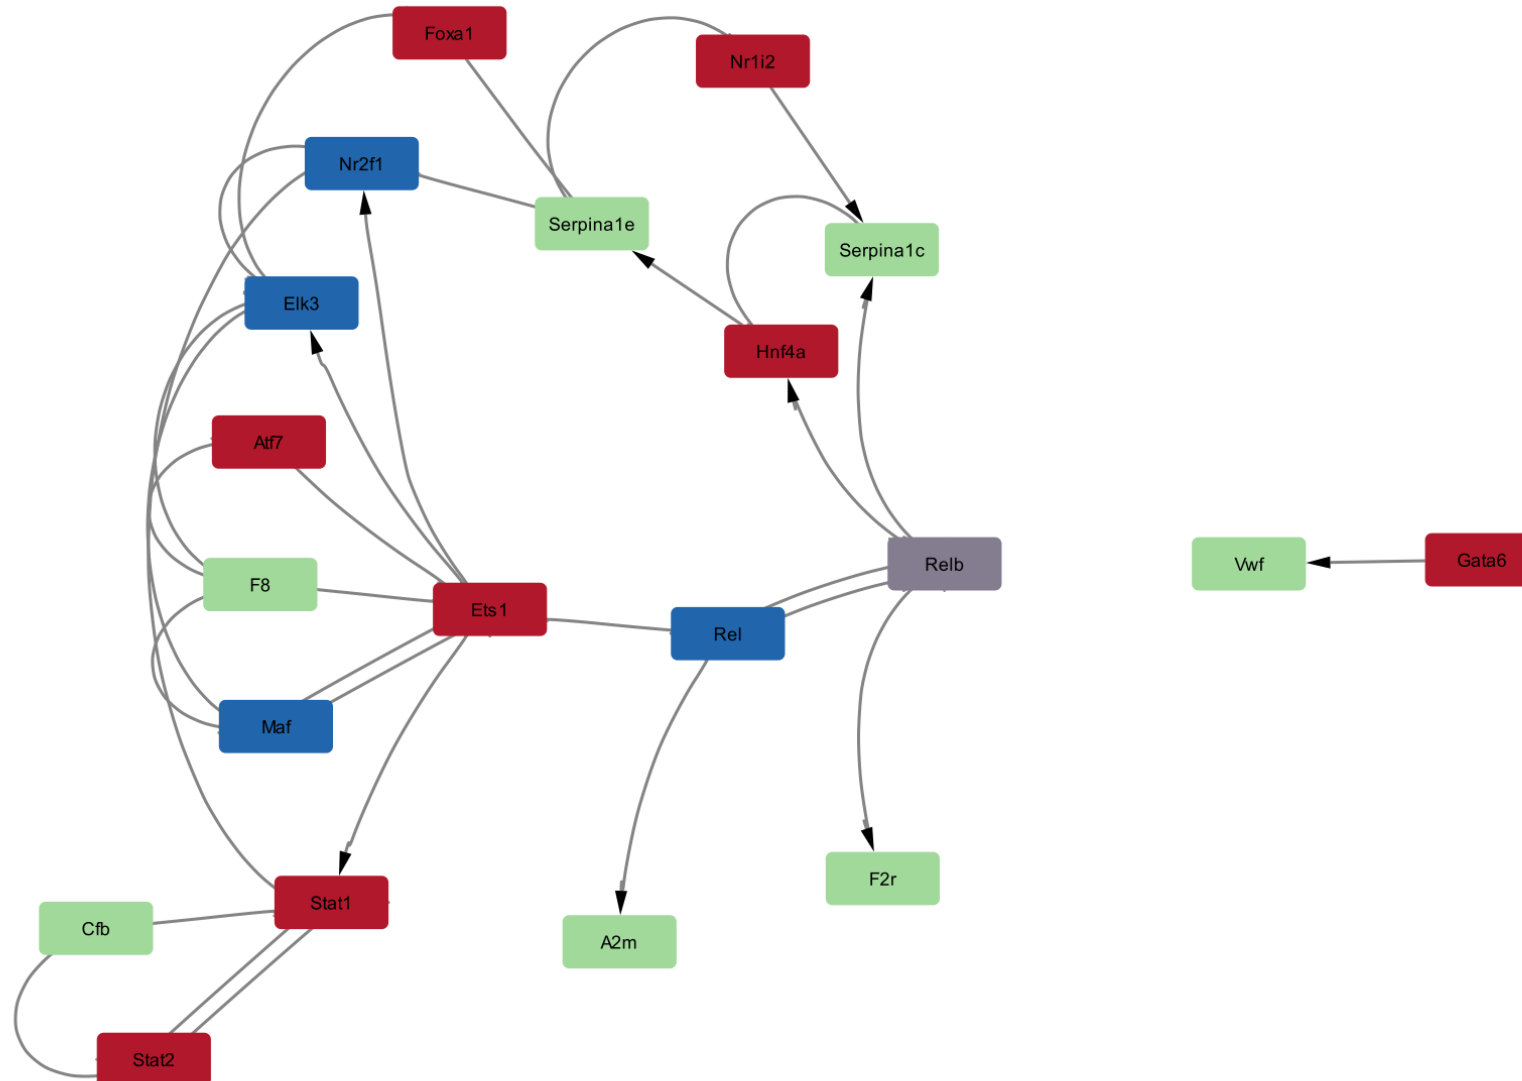 Foxa1
Nr1i2
Nr2f1
Serpina1e
Serpina1c
Elk3
Hnf4a
Atf7
Relb
Vwf
Gata6
F8
Ets1
Rel
Maf
F2r
Stat1
Cfb
A2m
Stat2